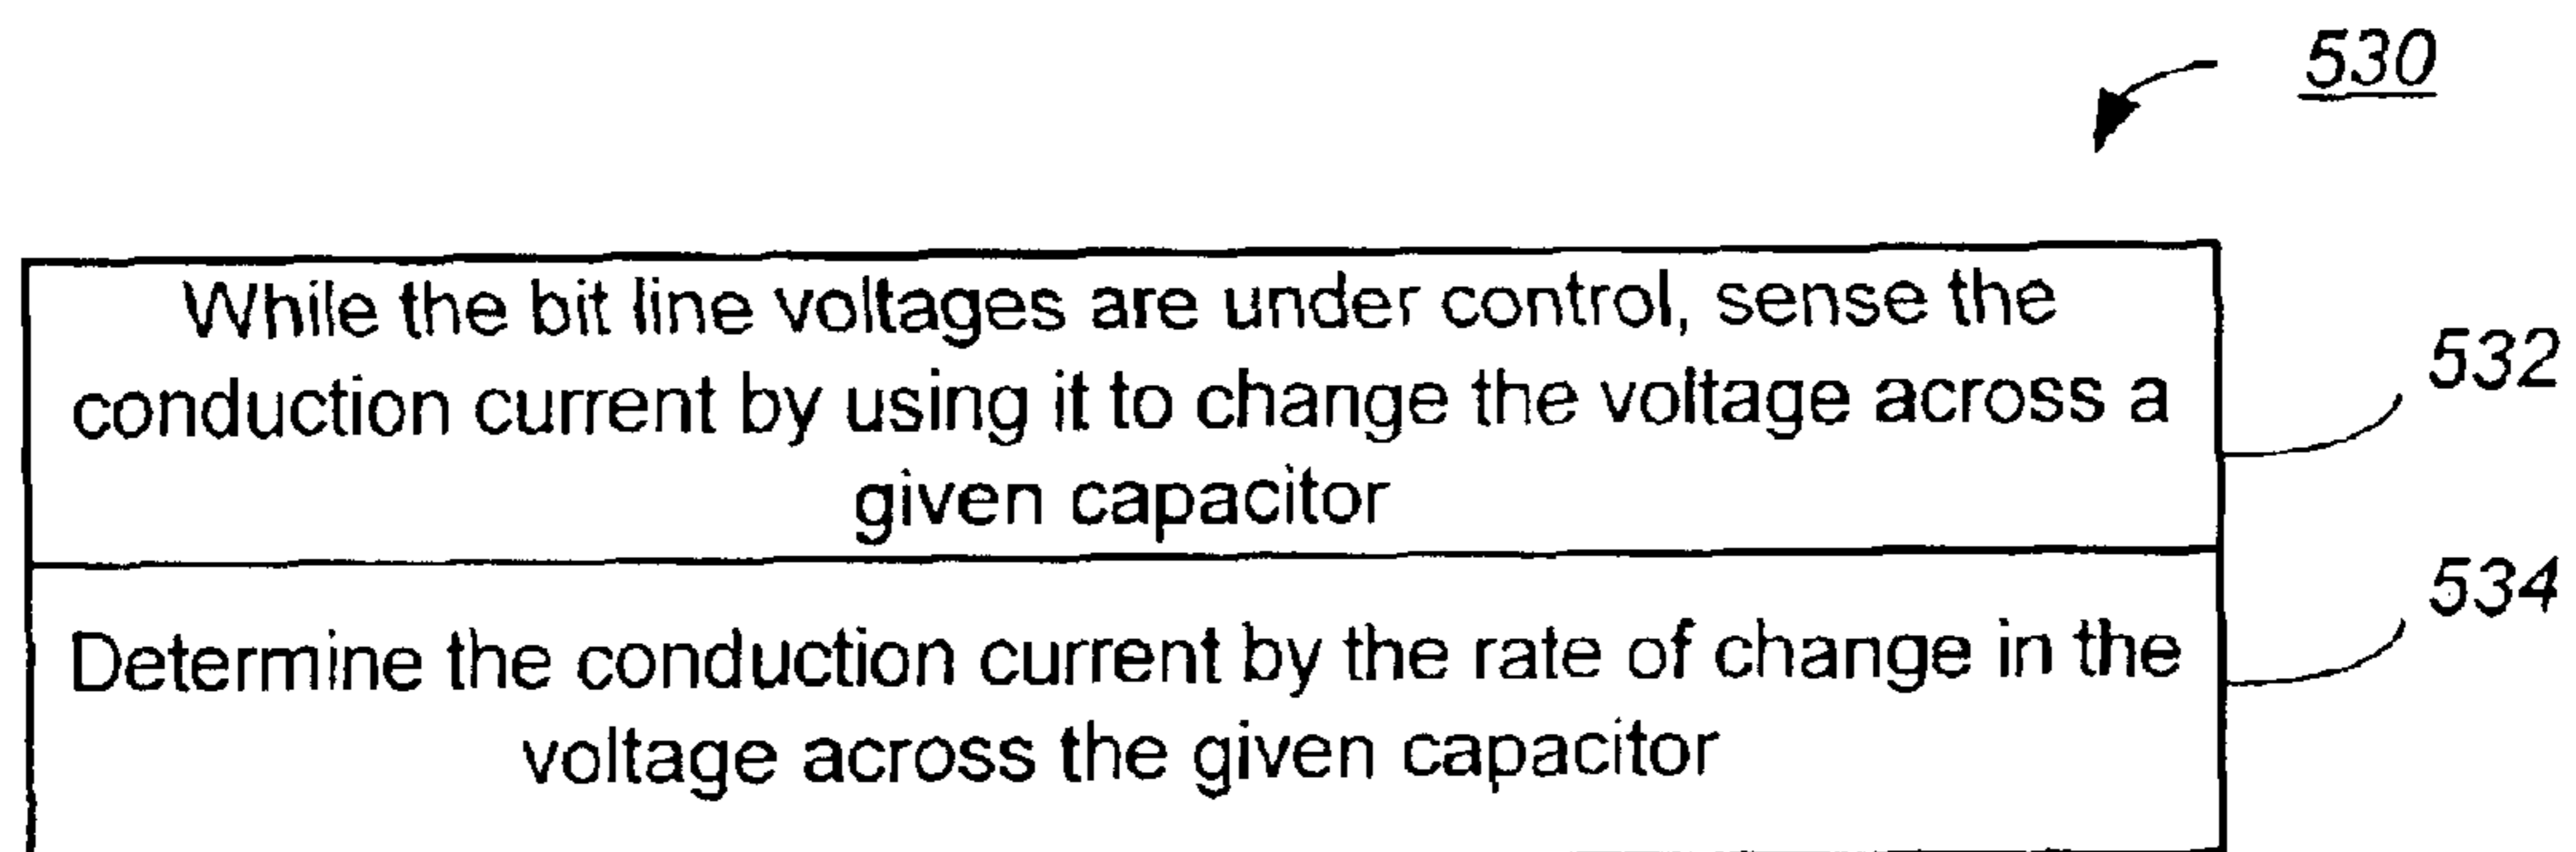 530
While the bit line voltages are under control, sense the
conduction current by using it to change the voltage across a
given capacitor
532
Determine the conduction current by the rate of change in the
voltage across the given capacitor
534